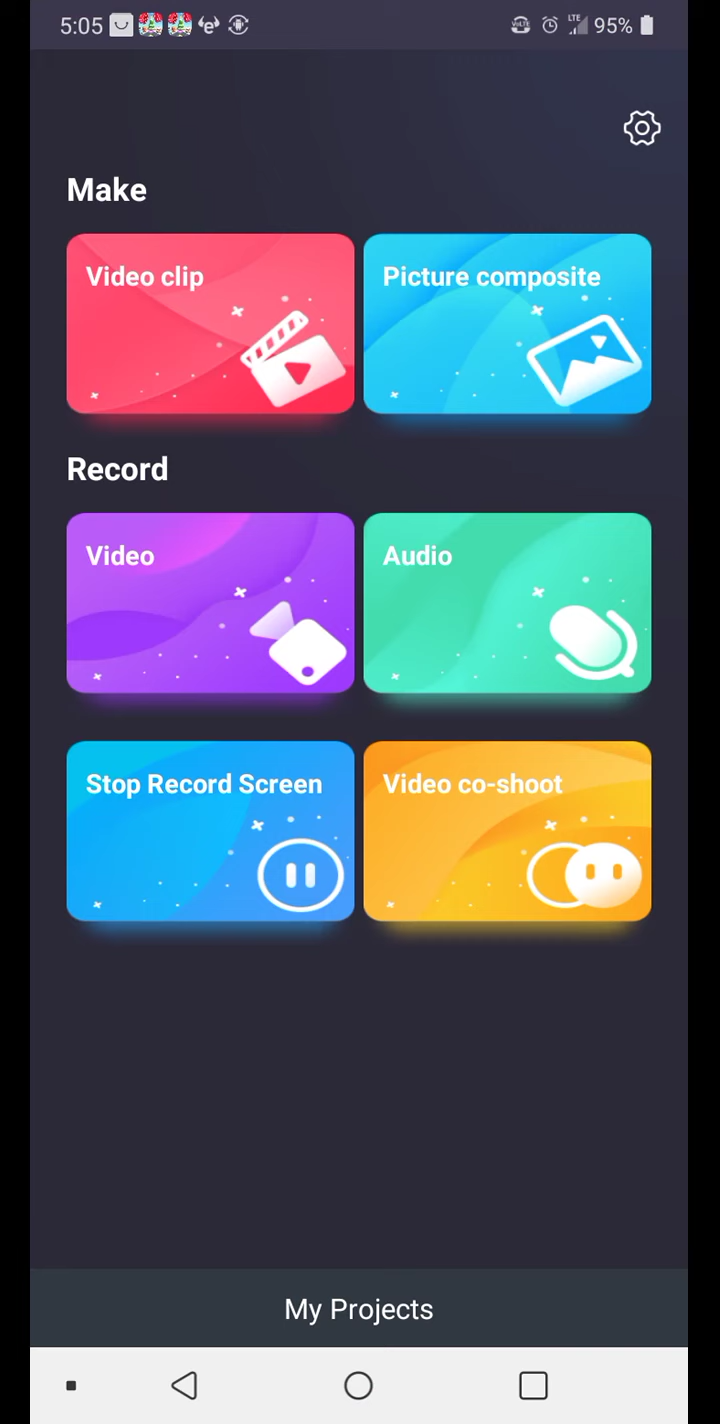 5:05 LTE 95%
Make
Video clip
Picture composite
Record
Video
Audio
Stop Record Screen
Video co-shoot
My Projects